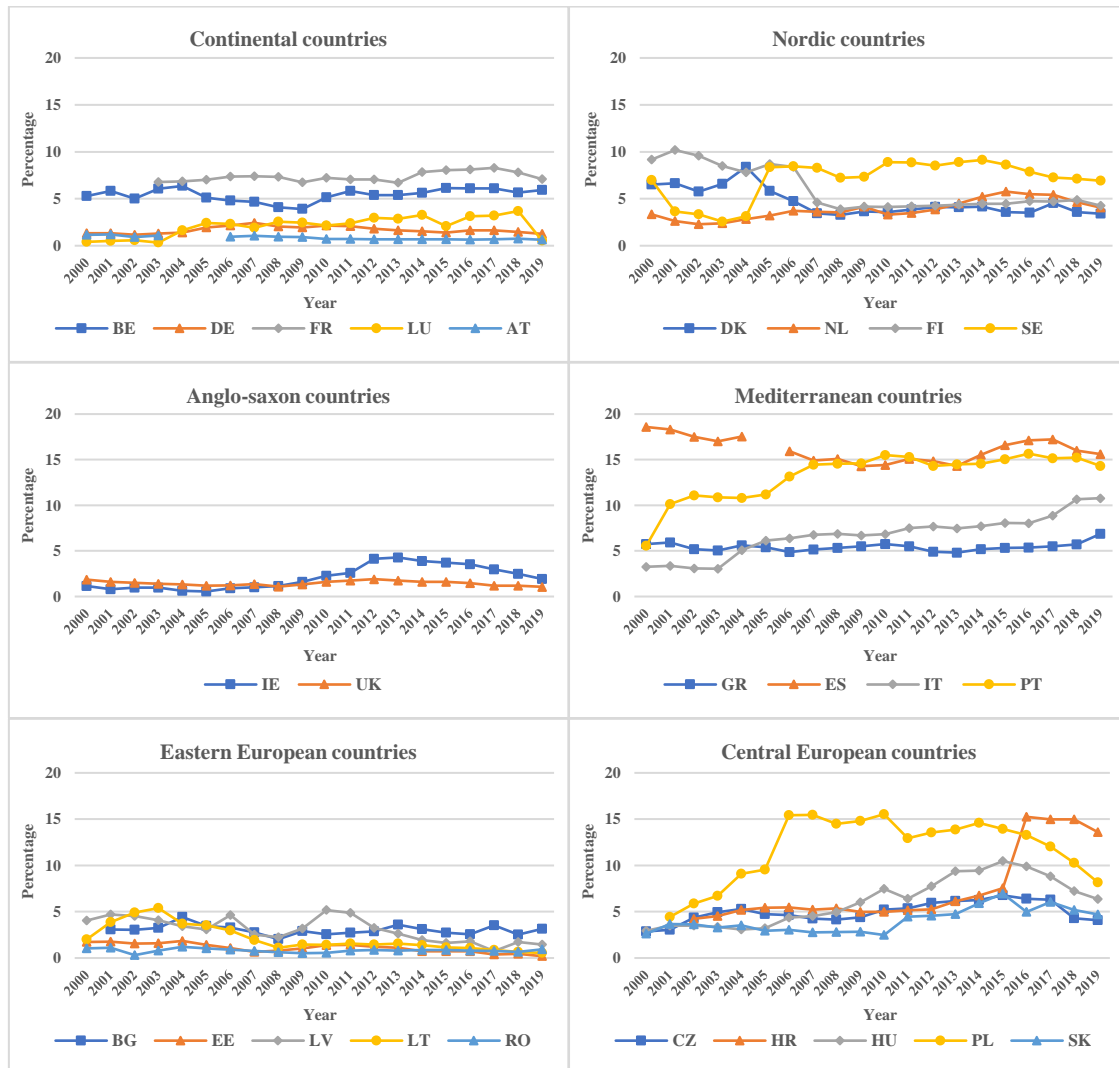 Continental countries
20
15
10
5
0
Percentage
2000 2001 2002 2003 2004 2005 2006 2007 2008 2009 2010 2011 2012 2013 2014 2015 2016 2017 2018 2019
Year
BE DE FR LU AT
Nordic countries
20
15
10
5
0
Percentage
2000 2001 2002 2003 2004 2005 2006 2007 2008 2009 2010 2011 2012 2013 2014 2015 2016 2017 2018 2019
Year
DK NL FI SE
Anglo-saxon countries
20
15
10
5
0
Percentage
2000 2001 2002 2003 2004 2005 2006 2007 2008 2009 2010 2011 2012 2013 2014 2015 2016 2017 2018 2019
Year
IE UK
Mediterranean countries
20
15
10
5
0
Percentage
2000 2001 2002 2003 2004 2005 2006 2007 2008 2009 2010 2011 2012 2013 2014 2015 2016 2017 2018 2019
Year
GR ES IT PT
Eastern European countries
20
15
10
5
0
Percentage
2000 2001 2002 2003 2004 2005 2006 2007 2008 2009 2010 2011 2012 2013 2014 2015 2016 2017 2018 2019
Year
BG EE LV LT RO
Central European countries
20
15
10
5
0
Percentage
2000 2001 2002 2003 2004 2005 2006 2007 2008 2009 2010 2011 2012 2013 2014 2015 2016 2017 2018 2019
Year
CZ HR HU PL SK